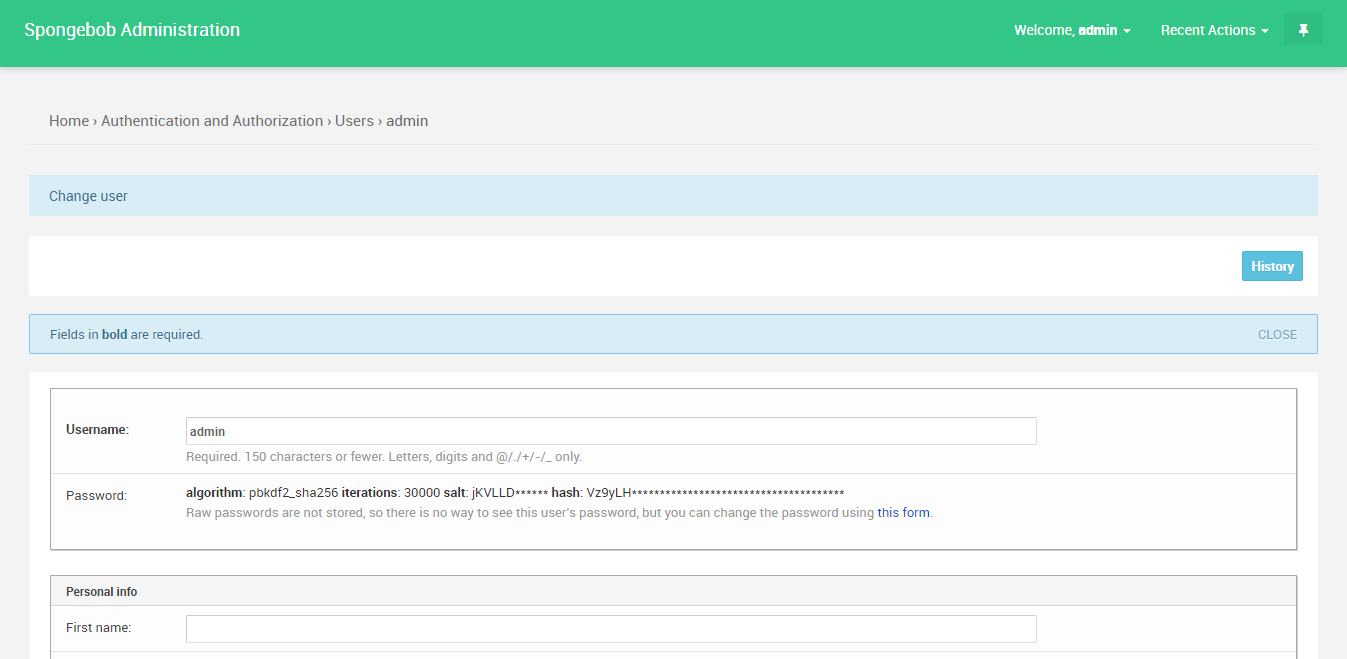 Spongebob Administration
Welcome, admin
Recent Actions
Home › Authentication and Authorization › Users › admin
Change user
History
Fields in bold are required.
CLOSE
Username:
admin
Required. 150 characters or fewer. Letters, digits and @/./+/-/_ only.
Password:
algorithm: pbkdf2_sha256 iterations: 30000 salt: jKVLLD****** hash: Vz9yLH**************************************
Raw passwords are not stored, so there is no way to see this user's password, but you can change the password using this form.
Personal info
First name: